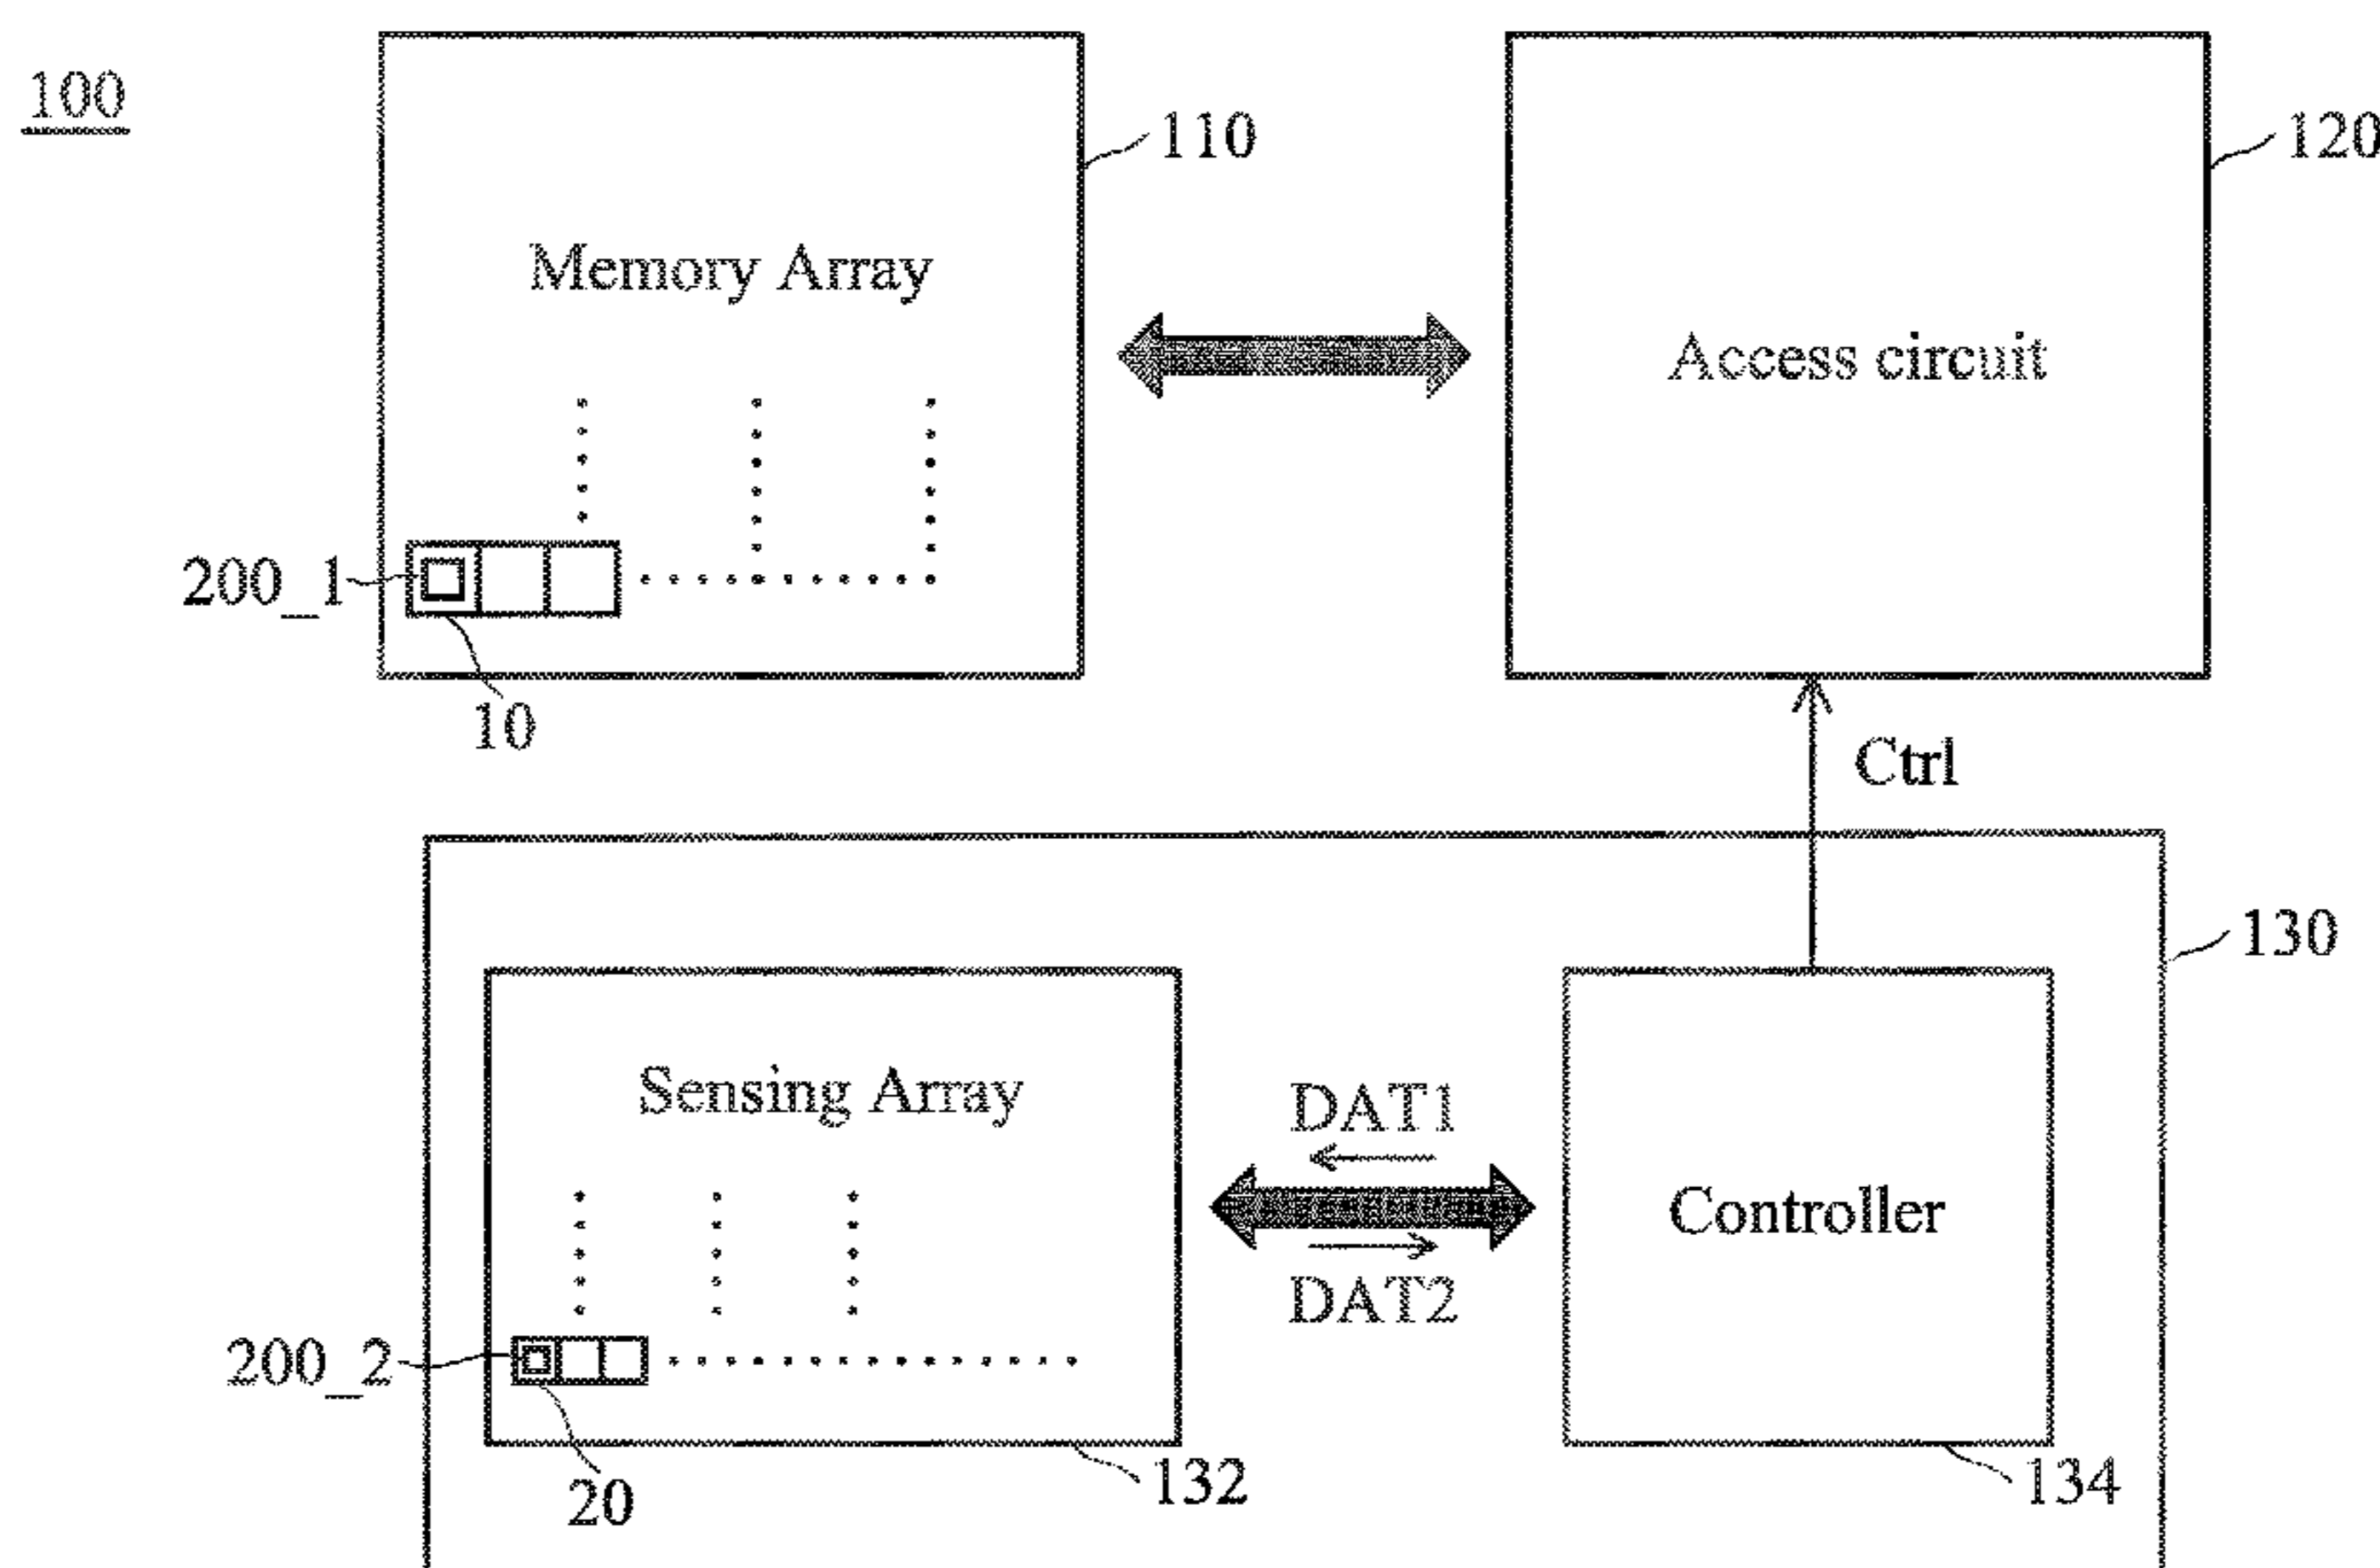 100
110
120
Memory Array
Access circuit
200_1
10
Ctrl
130
Sensing Array
DAT1
Controller
DAT2
200_2
20
132
134